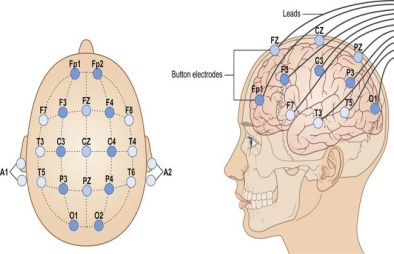 Leads
Button electrodes
Fp1 Fp2
F7 F3 FZ F4 F8
T3 C3 CZ C4 T4
A1 A2
T5 P3 PZ P4 T6
O1 O2
FZ CZ PZ
F3 C3 P3
Fp1 F7 T3 T5 O1